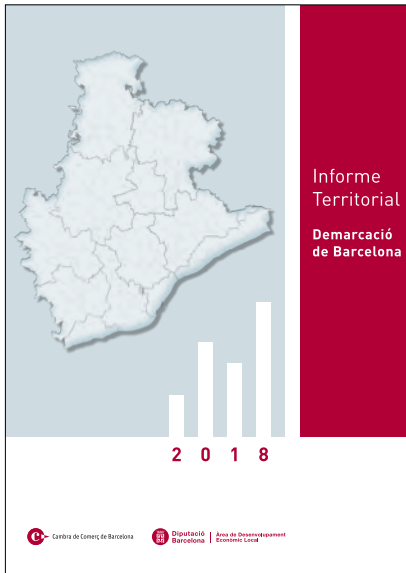 Informe
Territorial
Demarcació
de Barcelona
2 0 1 8
Cambra de Comerç de Barcelona
Diputació
Barcelona
Àrea de Desenvolupament
Econòmic Local